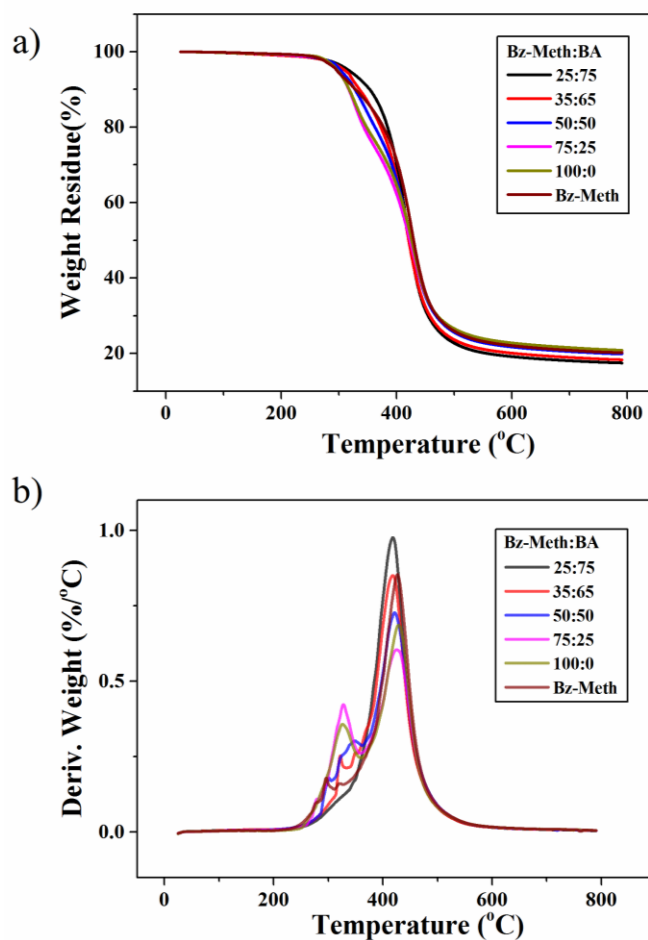 a)
100
80
60
40
20
Weight Residue(%)
Bz-Meth:BA
25:75
35:65
50:50
75:25
100:0
Bz-Meth
0 200 400 600 800
Temperature (°C)
b)
1.0
0.5
0.0
Deriv. Weight (%/°C)
Bz-Meth:BA
25:75
35:65
50:50
75:25
100:0
Bz-Meth
0 200 400 600 800
Temperature (°C)